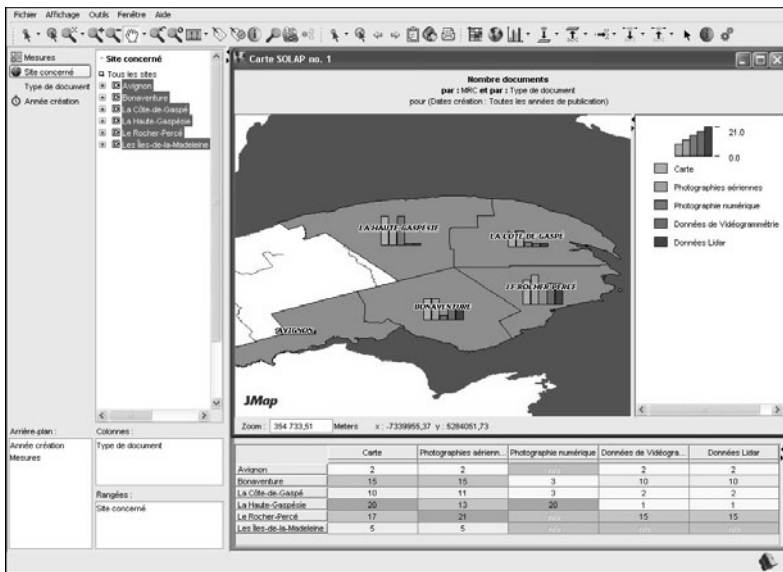 Fichier Affichage Outils Fenêtre Aide
Mesures
Site concerné
Type de document
Année création
- Site concerné
Tous les sites
Avignon
Bonaventure
La Côte-de-Gaspé
La Haute-Gaspésie
Le Rocher-Percé
Les Îles-de-la-Madeleine
Carte SOLAP no. 1
Nombre documents
par : MRC et par : Type de document
pour (Dates création : Toutes les années de publication)
LA HAUTE-GASPÉSIE
LA CÔTE-DE-GASPÉ
LE ROCHER-PERCÉ
BONAVENTURE
AVIGNON
JMap
21.0
0.0
Carte
Photographies aériennes
Photographie numérique
Données de Vidéogrammétrie
Données Lidar
Zoom : 354 733,51 Meters x : -7339955,37 y : 5284051,73
Arrière-plan :
Année création
Mesures
Colonnes :
Type de document
Rangées :
Site concerné
Carte Photographies aérienn... Photographie numérique Données de Vidéogra... Données Lidar
Avignon 2 2 n/a 2 2
Bonaventure 15 15 3 10 10
La Côte-de-Gaspé 10 11 3 2 2
La Haute-Gaspésie 20 13 20 1 1
Le Rocher-Percé 17 21 n/a 15 15
Les Îles-de-la-Madeleine 5 5 n/a n/a n/a